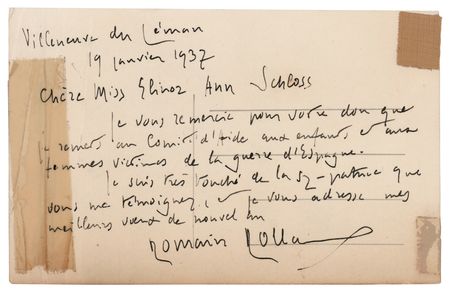 Villeneuve du Léman
19 janvier 1937
Chère Miss Elinor Ann Schloss
Je vous remercie pour votre don que
je remets au Comité d'Aide aux enfants et aux
femmes victimes de la guerre d'Espagne.
Je suis très touché de la sympathie que
vous me témoignez, et je vous adresse mes
meilleurs vœux de nouvel an
Romain Rolland